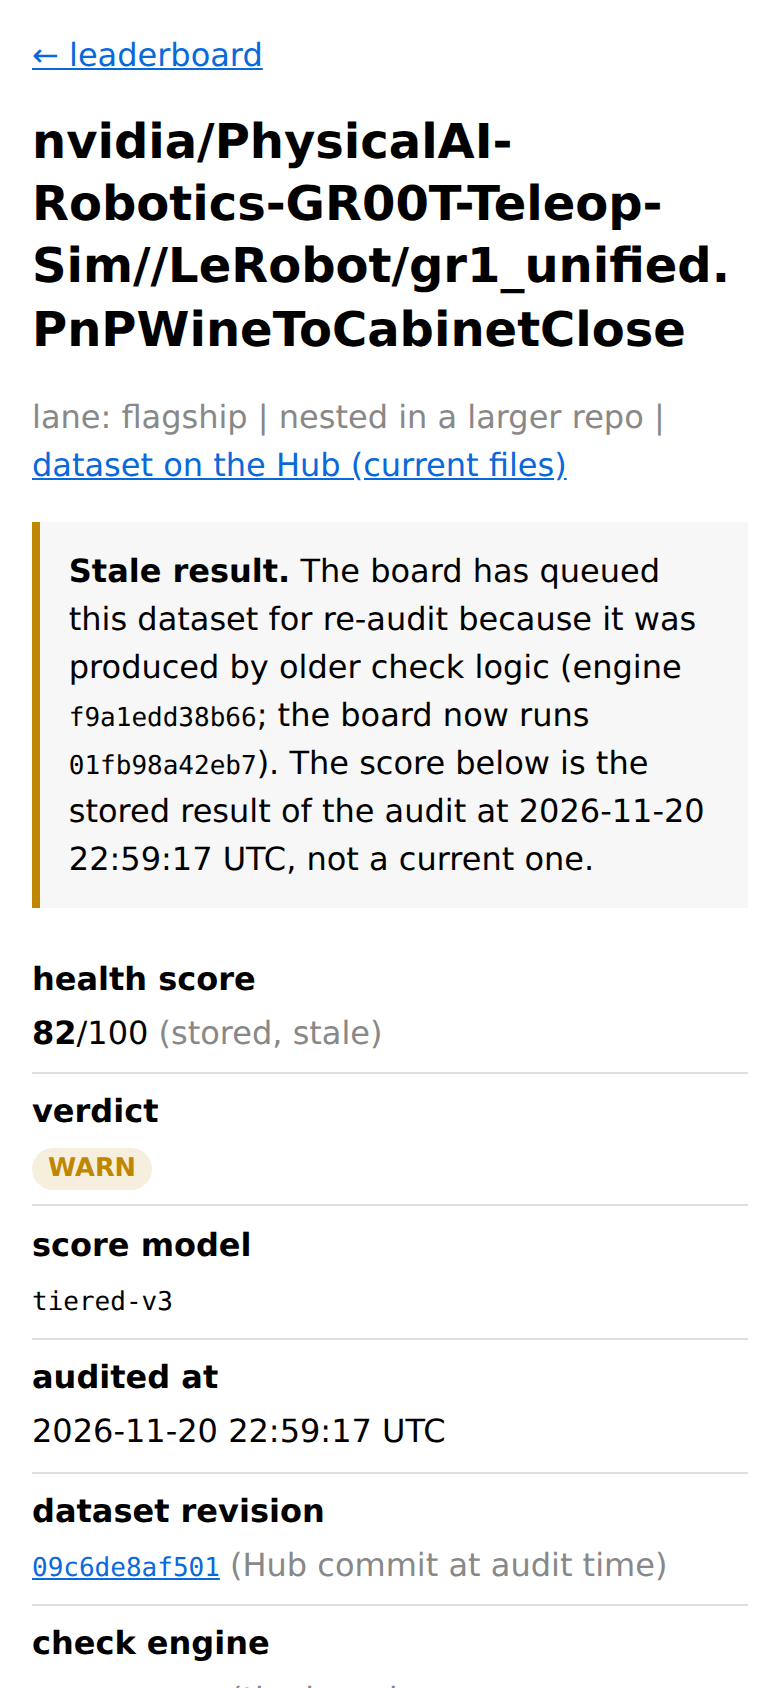 ← leaderboard
nvidia/PhysicalAI-
Robotics-GR00T-Teleop-
Sim//LeRobot/gr1_unified.
PnPWineToCabinetClose
lane: flagship | nested in a larger repo |
dataset on the Hub (current files)
Stale result. The board has queued
this dataset for re-audit because it was
produced by older check logic (engine
f9a1edd38b66; the board now runs
01fb98a42eb7). The score below is the
stored result of the audit at 2026-11-20
22:59:17 UTC, not a current one.
health score
82/100 (stored, stale)
verdict
WARN
score model
tiered-v3
audited at
2026-11-20 22:59:17 UTC
dataset revision
09c6de8af501 (Hub commit at audit time)
check engine